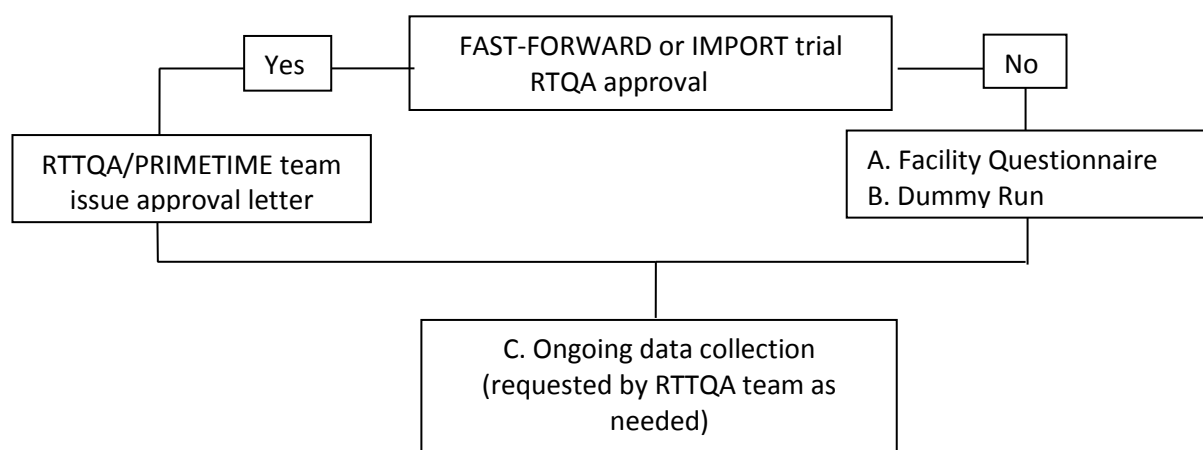 FAST-FORWARD or IMPORT trial
RTQA approval
Yes
No
RTTQA/PRIMETIME team
issue approval letter
A. Facility Questionnaire
B. Dummy Run
C. Ongoing data collection
(requested by RTTQA team as
needed)